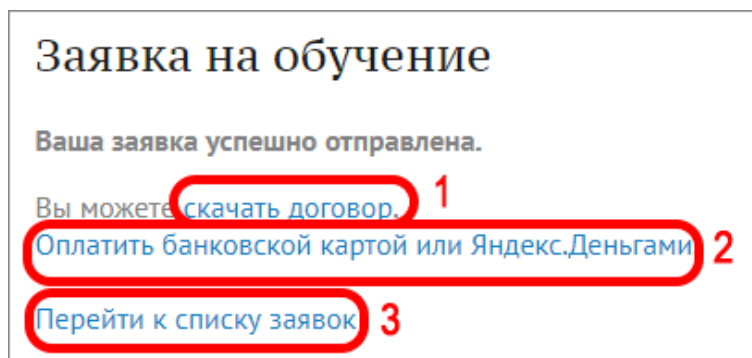 Заявка на обучение
Ваша заявка успешно отправлена.
Вы можете скачать договор. 1
Оплатить банковской картой или Яндекс.Деньгами 2
Перейти к списку заявок 3